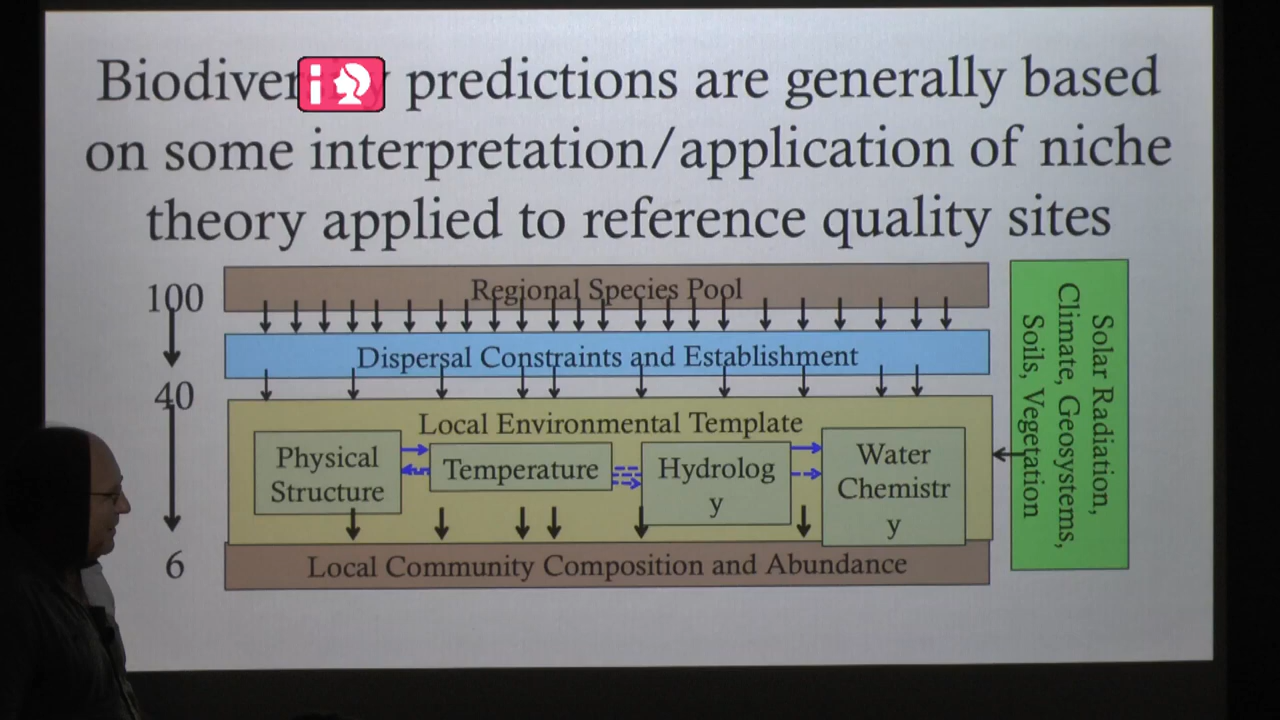 Biodiver i predictions are generally based
on some interpretation/application of niche
theory applied to reference quality sites
100
Regional Species Pool
Dispersal Constraints and Establishment
40
Local Environmental Template
Physical
Structure
Temperature
Hydrolog
y
Water
Chemistr
y
6
Local Community Composition and Abundance
Solar Radiation,
Climate, Geosystems,
Soils, Vegetation